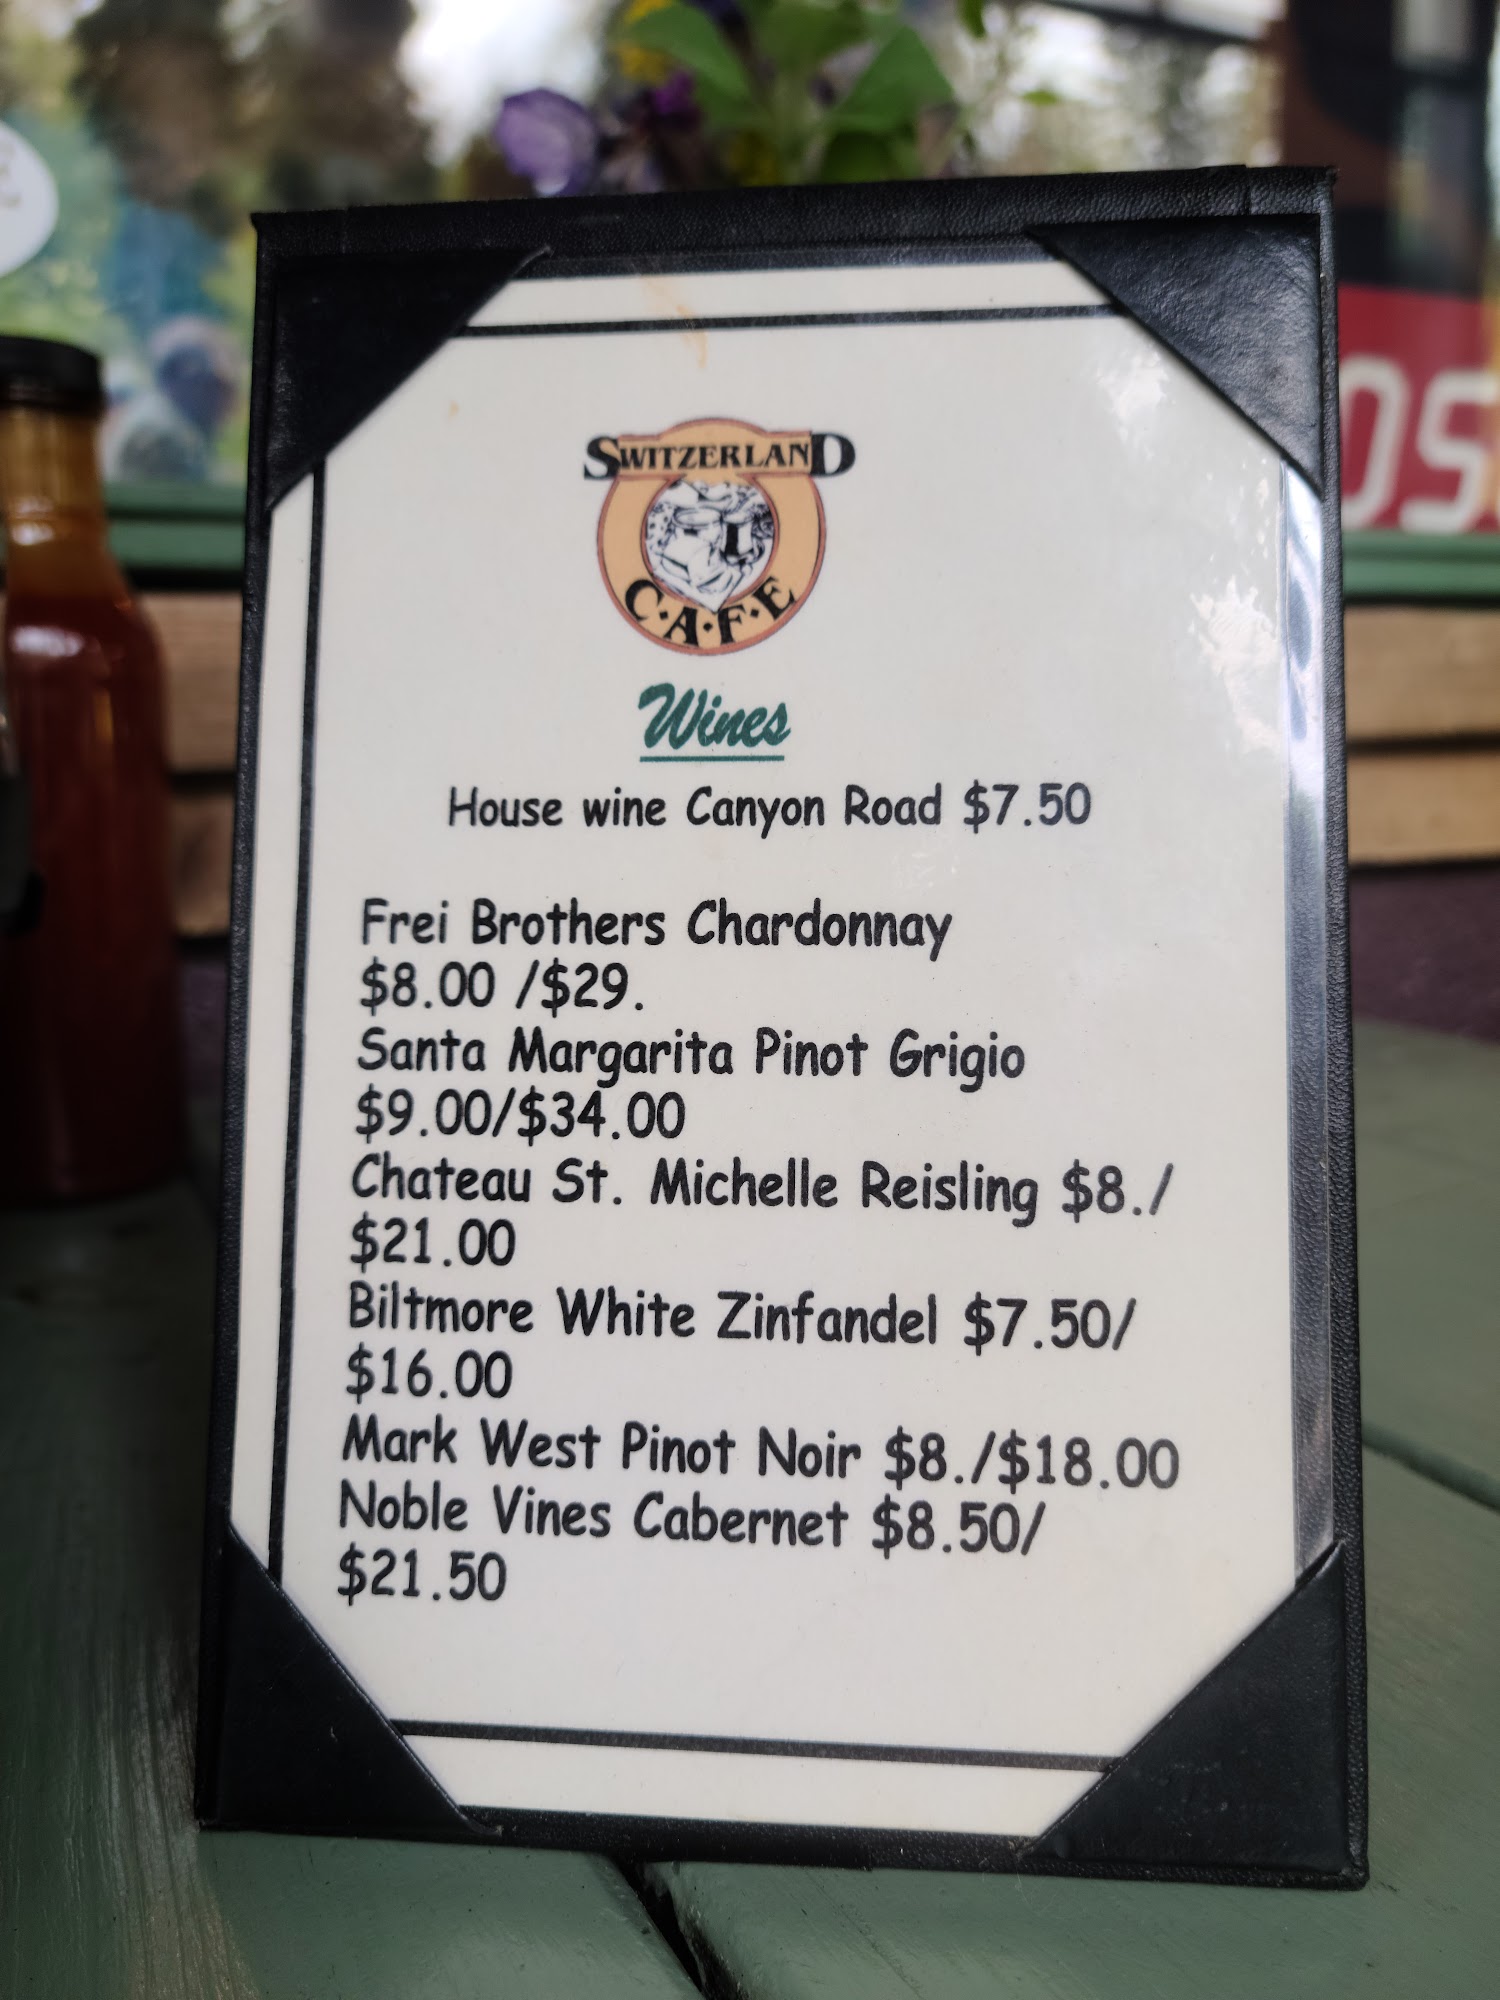 SWITZERLAND
C·A·F·E
Wines
House wine Canyon Road $7.50
Frei Brothers Chardonnay
$8.00 /$29.
Santa Margarita Pinot Grigio
$9.00/$34.00
Chateau St. Michelle Reisling $8./
$21.00
Biltmore White Zinfandel $7.50/
$16.00
Mark West Pinot Noir $8./$18.00
Noble Vines Cabernet $8.50/
$21.50